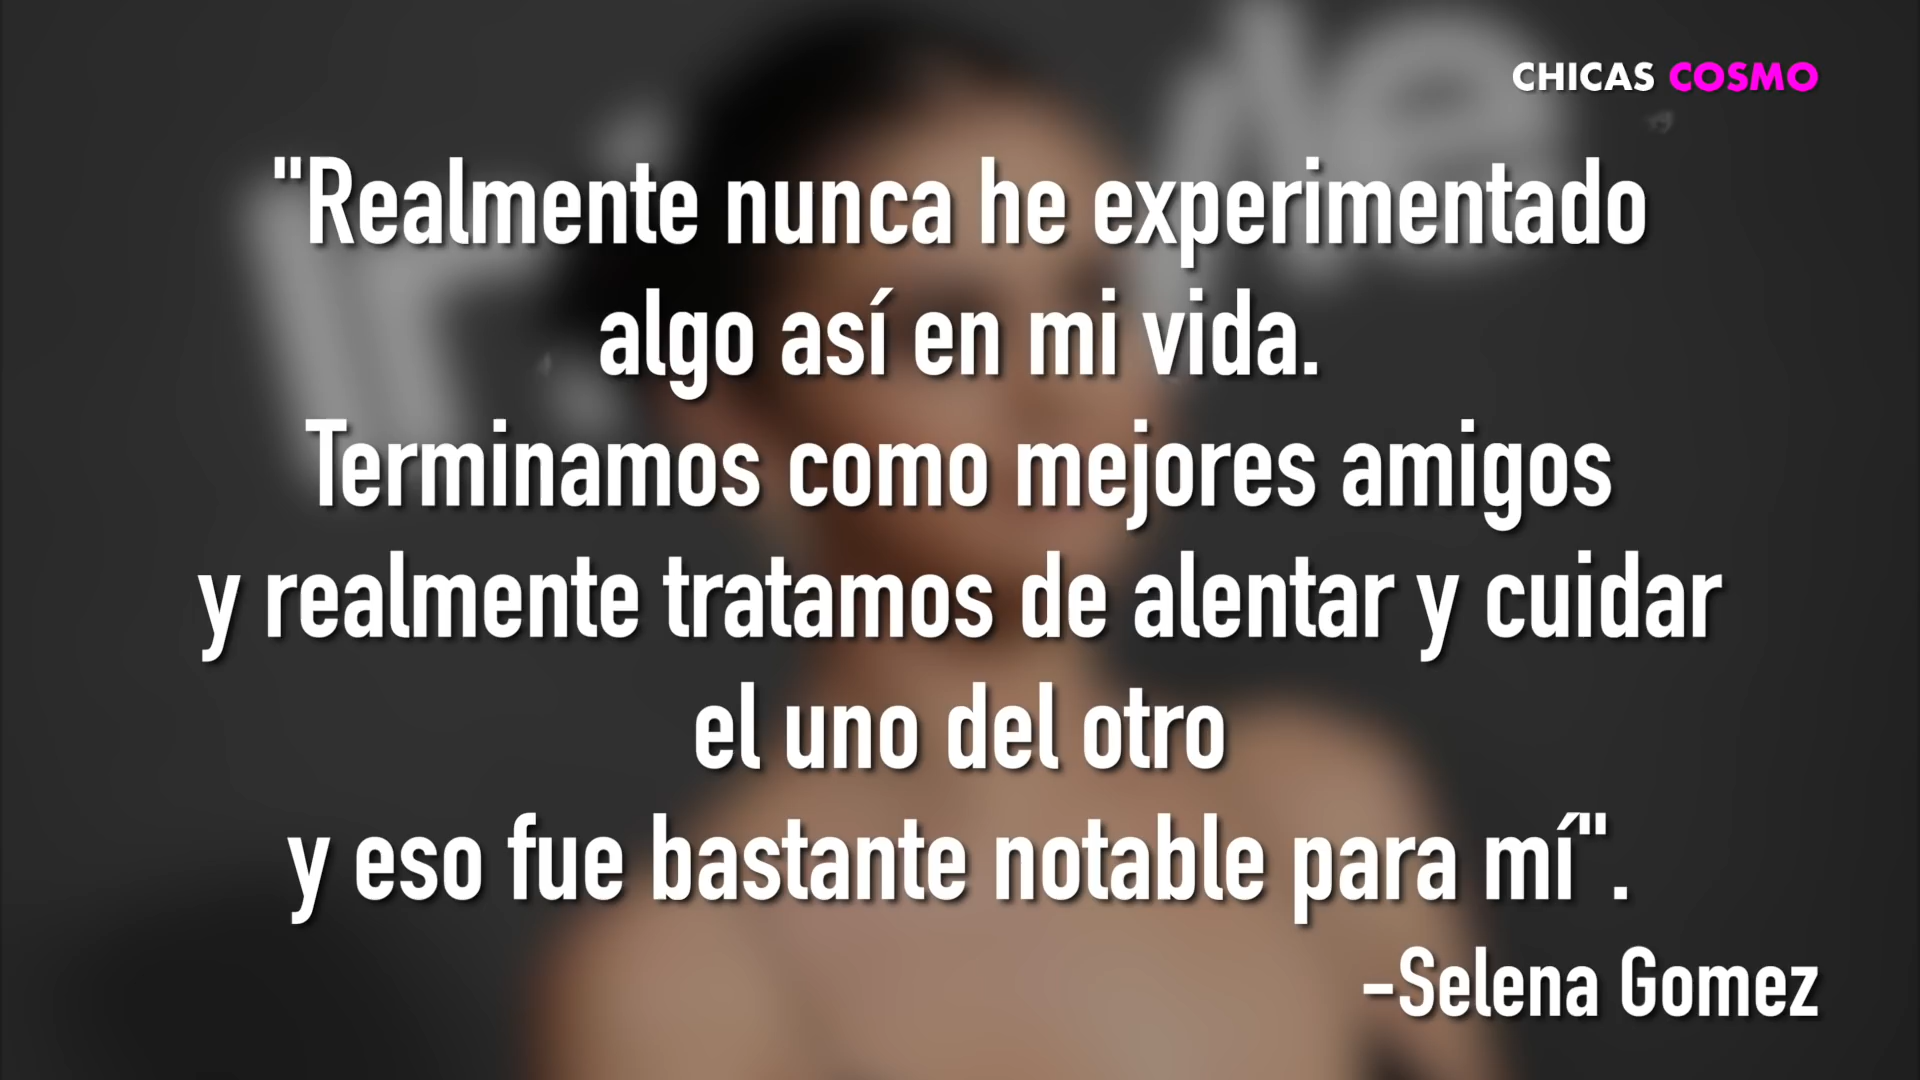 CHICAS COSMO
"Realmente nunca he experimentado
algo así en mi vida.
Terminamos como mejores amigos
y realmente tratamos de alentar y cuidar
el uno del otro
y eso fue bastante notable para mí".
-Selena Gomez